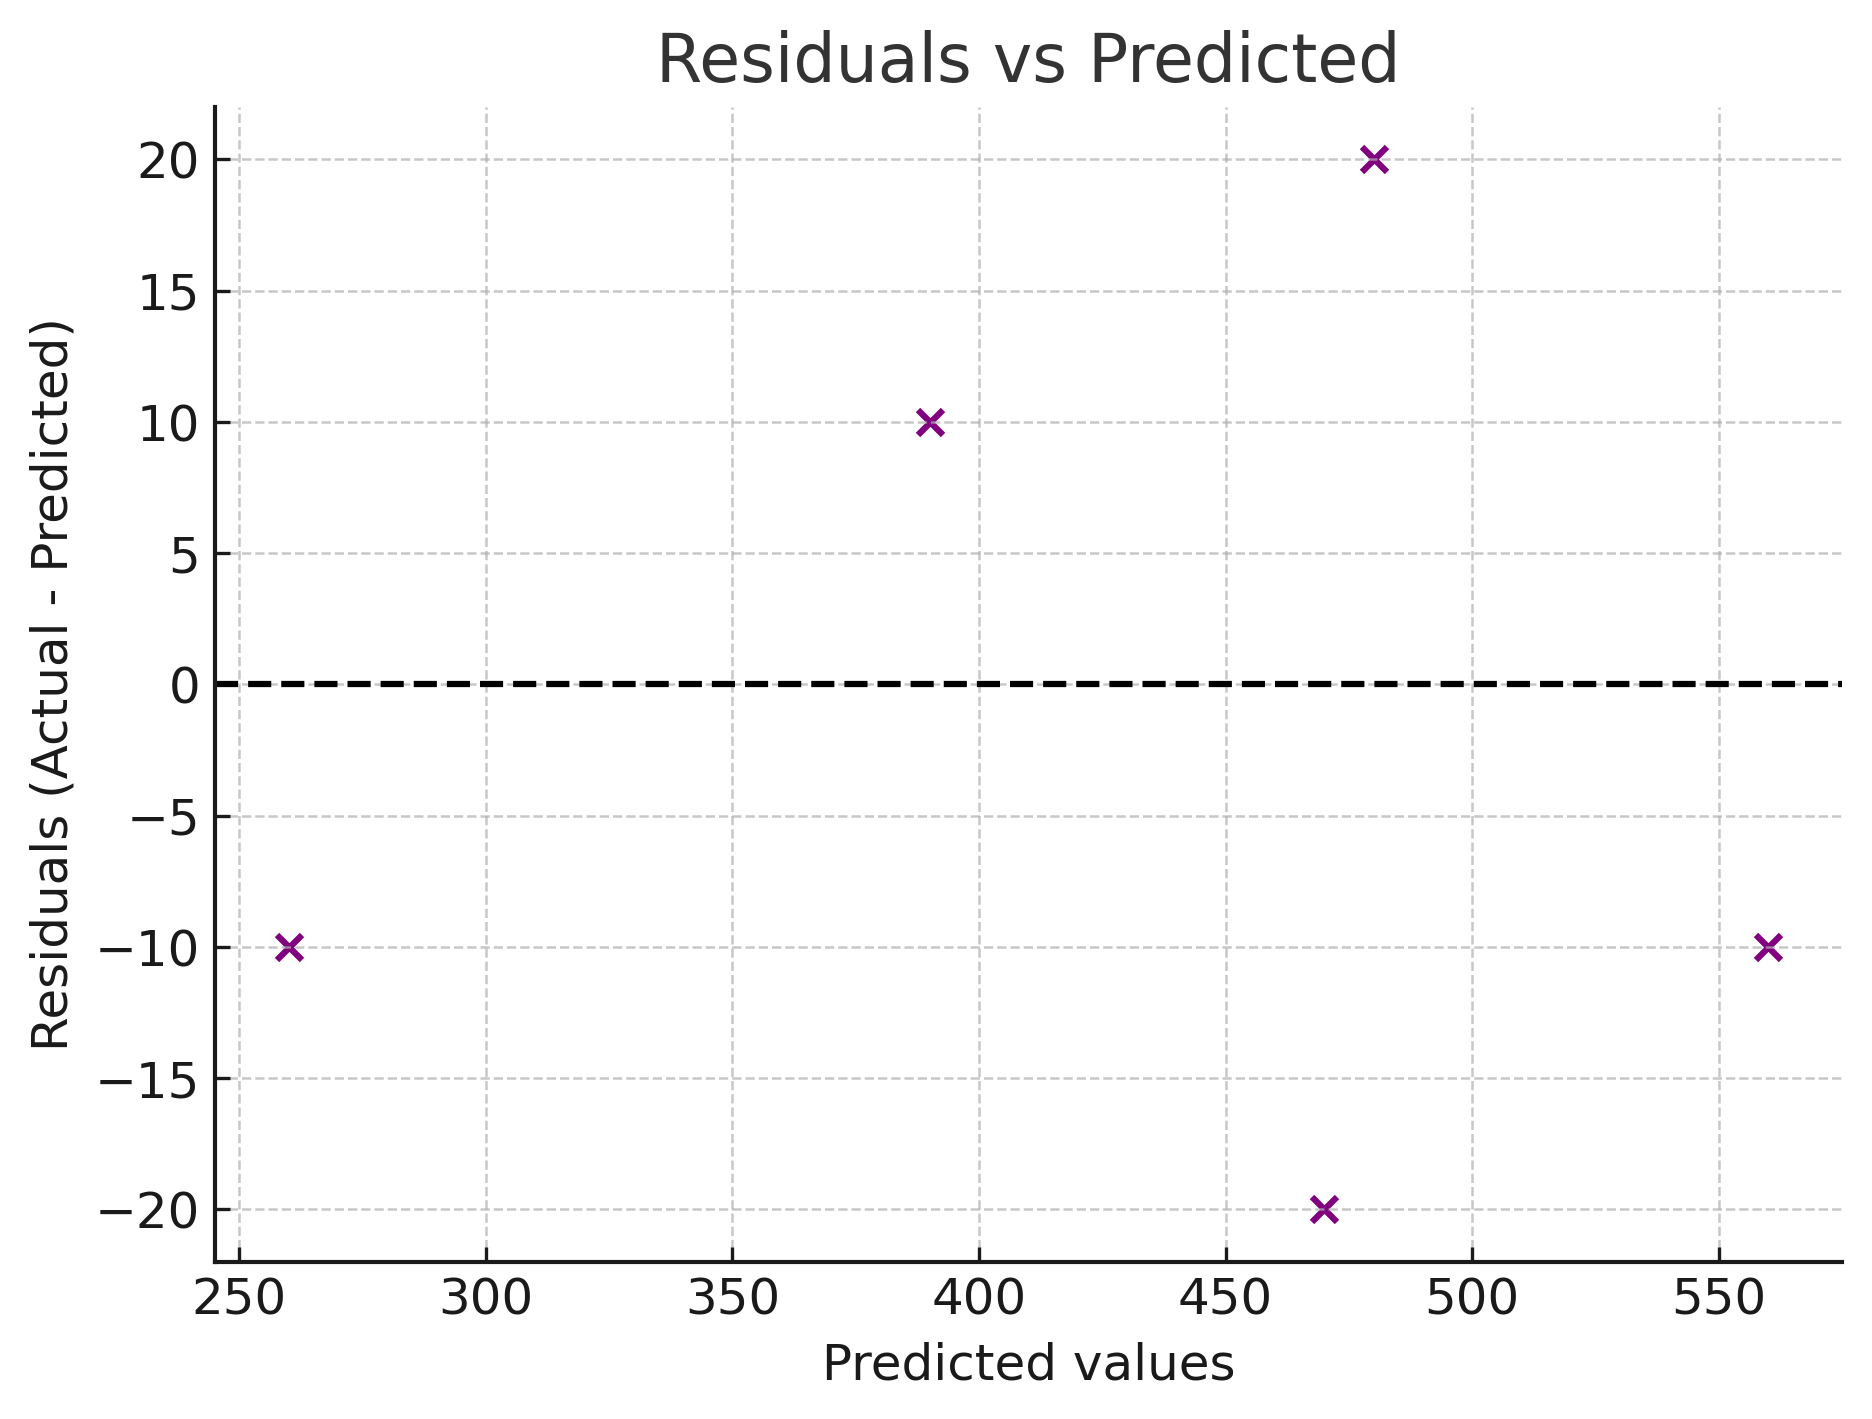 Residuals vs Predicted
Residuals (Actual - Predicted)
20
15
10
5
0
−5
−10
−15
−20
250 300 350 400 450 500 550
Predicted values